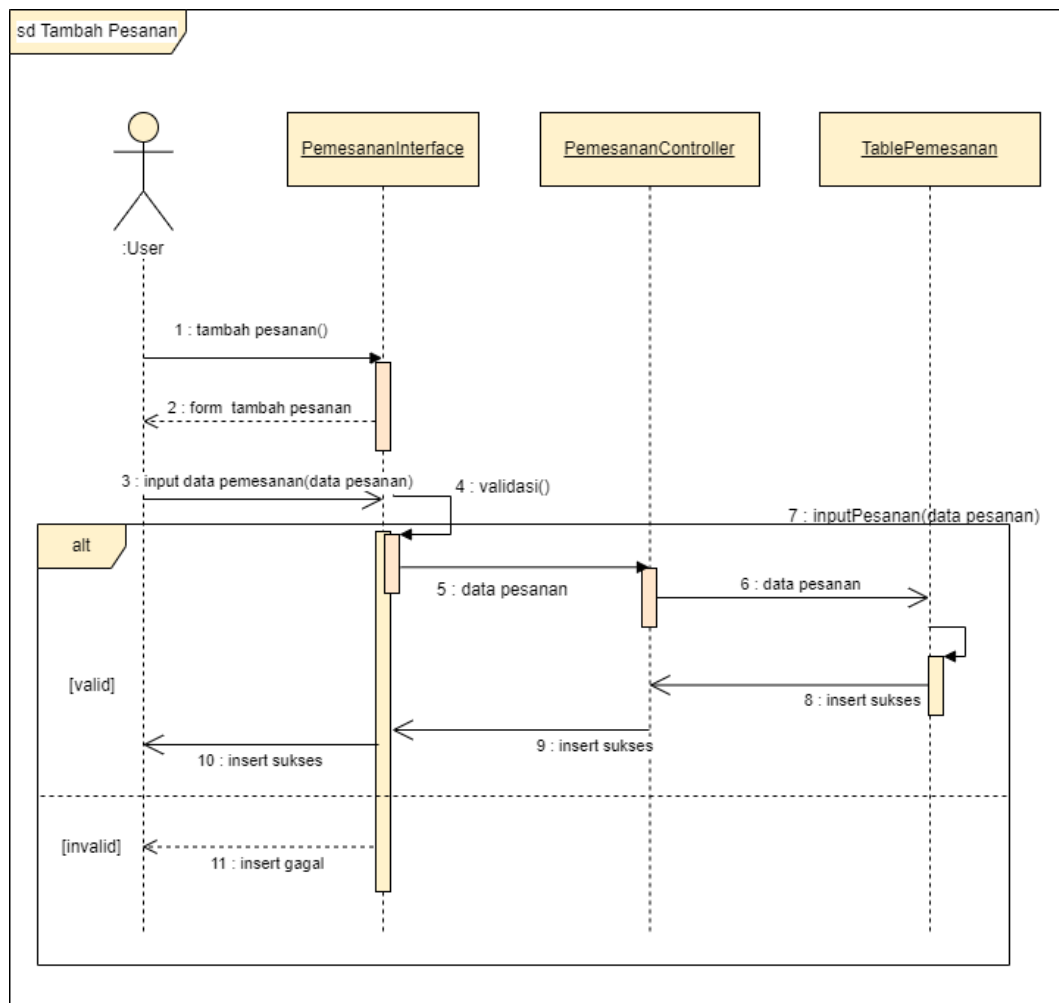 sd Tambah Pesanan
PemesananInterface
PemesananController
TablePemesanan
:User
1 : tambah pesanan()
2 : form tambah pesanan
3 : input data pemesanan(data pesanan)
4 : validasi()
7 : inputPesanan(data pesanan)
alt
5 : data pesanan
6 : data pesanan
[valid]
8 : insert sukses
9 : insert sukses
10 : insert sukses
[invalid]
11 : insert gagal